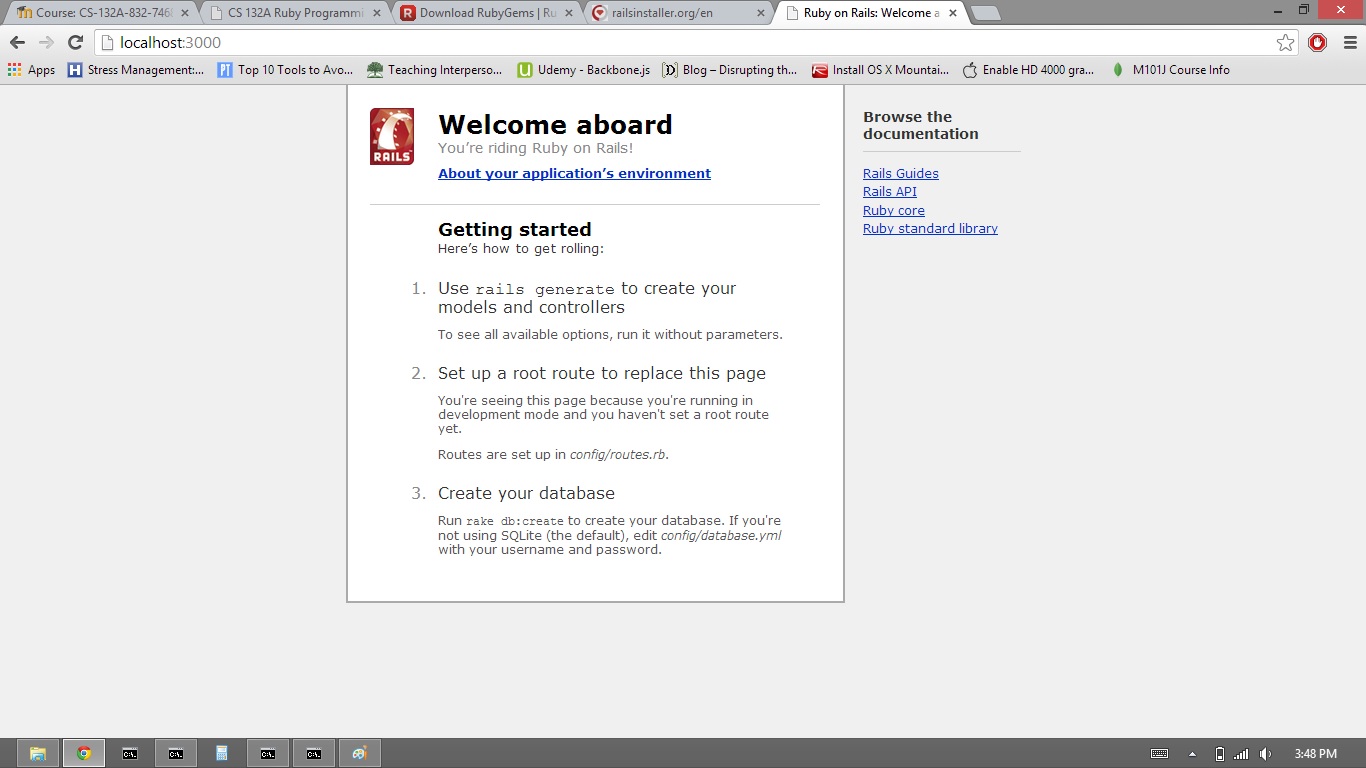 Course: CS-132A-832-746
CS 132A Ruby Programmi
Download RubyGems | Ru
railsinstaller.org/en
Ruby on Rails: Welcome a
localhost:3000
Apps
Stress Management:...
Top 10 Tools to Avo...
Teaching Interperso...
Udemy - Backbone.js
Blog – Disrupting th...
Install OS X Mountai...
Enable HD 4000 gra...
M101J Course Info
RAILS
Welcome aboard
You’re riding Ruby on Rails!
About your application’s environment
Getting started
Here’s how to get rolling:
1. Use rails generate to create your
models and controllers
To see all available options, run it without parameters.
2. Set up a root route to replace this page
You're seeing this page because you're running in
development mode and you haven't set a root route
yet.
Routes are set up in config/routes.rb.
3. Create your database
Run rake db:create to create your database. If you're
not using SQLite (the default), edit config/database.yml
with your username and password.
Browse the
documentation
Rails Guides
Rails API
Ruby core
Ruby standard library
3:48 PM